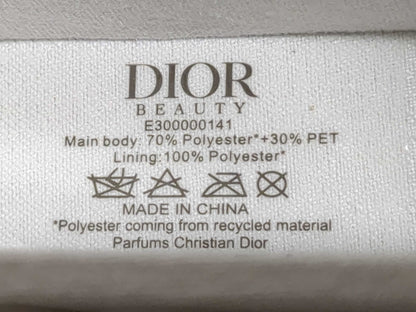 DIOR
BEAUTY
E300000141
Main body: 70% Polyester*+30% PET
Lining:100% Polyester*
MADE IN CHINA
*Polyester coming from recycled material
Parfums Christian Dior